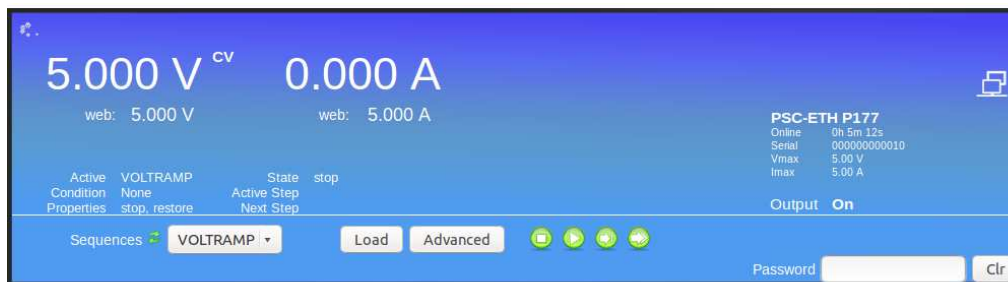 5.000 V CV 0.000 A
web: 5.000 V web: 5.000 A
PSC-ETH P177
Online 0h 5m 12s
Serial 000000000010
Vmax 5.00 V
Imax 5.00 A
Active VOLTRAMP State stop
Condition None Active Step
Properties stop, restore Next Step
Output On
Sequences VOLTRAMP Load Advanced
Password Clr